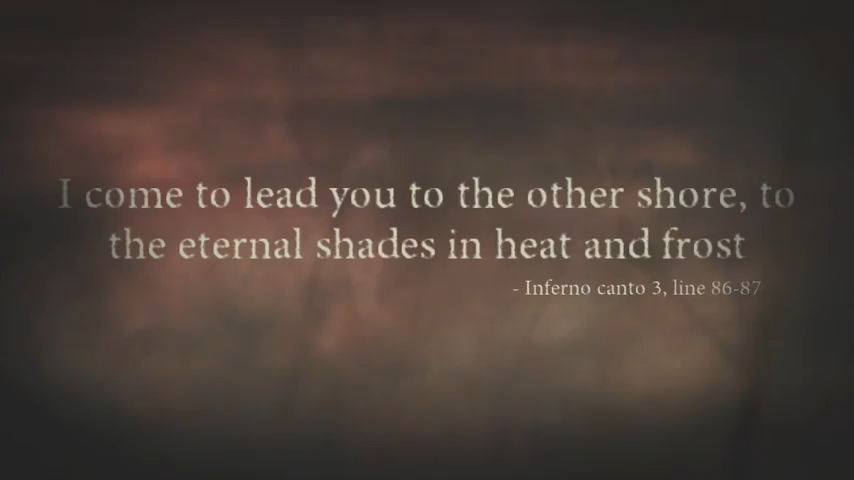 I come to lead you to the other shore, to
the eternal shades in heat and frost
- Inferno canto 3, line 86-87